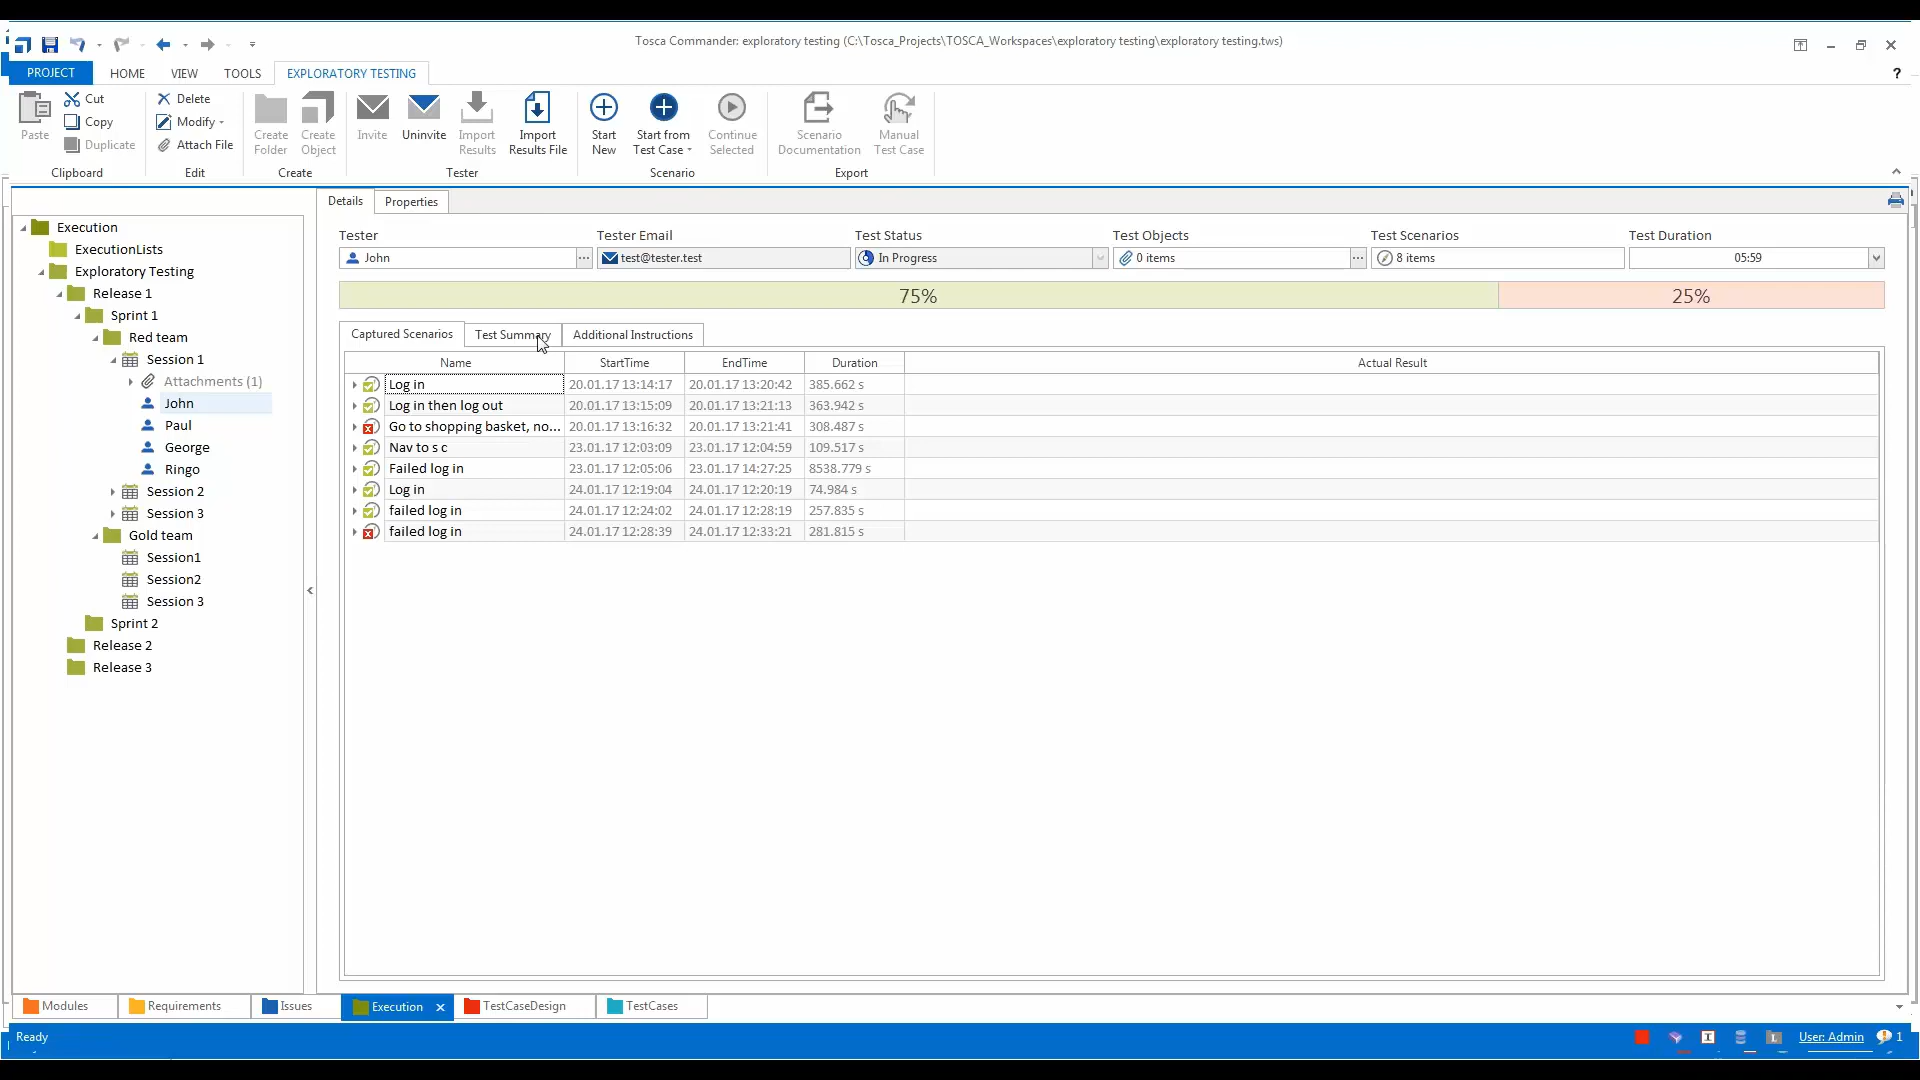 Tosca Commander: exploratory testing (C:\Tosca_Projects\TOSCA_Workspaces\exploratory testing\exploratory testing.tws)
PROJECT HOME VIEW TOOLS EXPLORATORY TESTING ?
Paste Cut Copy Duplicate
Clipboard
Delete Modify Attach File
Edit
Create Folder Create Object
Create
Invite Uninvite Import Results Import Results File
Tester
Start New Start from Test Case Continue Selected
Scenario
Scenario Documentation Manual Test Case
Export
Execution
ExecutionLists
Exploratory Testing
Release 1
Sprint 1
Red team
Session 1
Attachments (1)
John
Paul
George
Ringo
Session 2
Session 3
Gold team
Session1
Session2
Session 3
Sprint 2
Release 2
Release 3
Details Properties
Tester Tester Email Test Status Test Objects Test Scenarios Test Duration
John ... test@tester.test In Progress 0 items ... 8 items 05:59
75% 25%
Captured Scenarios Test Summary Additional Instructions
Name StartTime EndTime Duration Actual Result
Log in 20.01.17 13:14:17 20.01.17 13:20:42 385.662 s
Log in then log out 20.01.17 13:15:09 20.01.17 13:21:13 363.942 s
Go to shopping basket, no... 20.01.17 13:16:32 20.01.17 13:21:41 308.487 s
Nav to s c 23.01.17 12:03:09 23.01.17 12:04:59 109.517 s
Failed log in 23.01.17 12:05:06 23.01.17 14:27:25 8538.779 s
Log in 24.01.17 12:19:04 24.01.17 12:20:19 74.984 s
failed log in 24.01.17 12:24:02 24.01.17 12:28:19 257.835 s
failed log in 24.01.17 12:28:39 24.01.17 12:33:21 281.815 s
Modules Requirements Issues Execution TestCaseDesign TestCases
Ready User: Admin 1